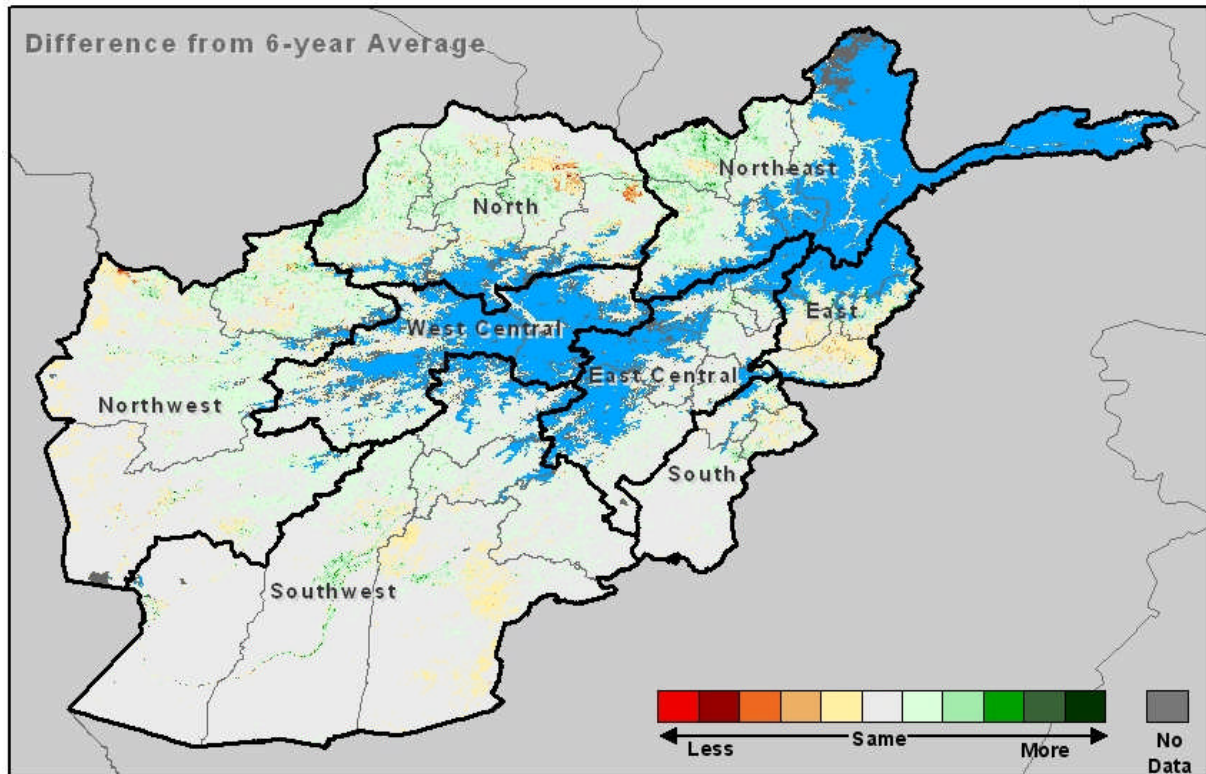 Difference from 6-year Average
Northeast
North
East
West Central
East Central
Northwest
South
Southwest
Less
Same
More
No
Data